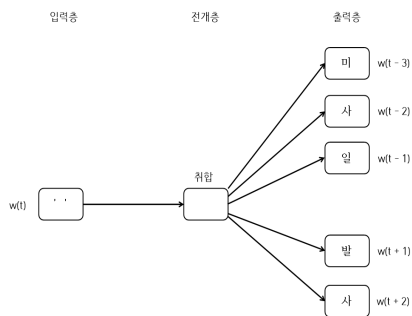 입력층 전개층 출력층
미 w(t - 3)
사 w(t - 2)
일 w(t - 1)
취합
w(t) ' '
발 w(t + 1)
사 w(t + 2)